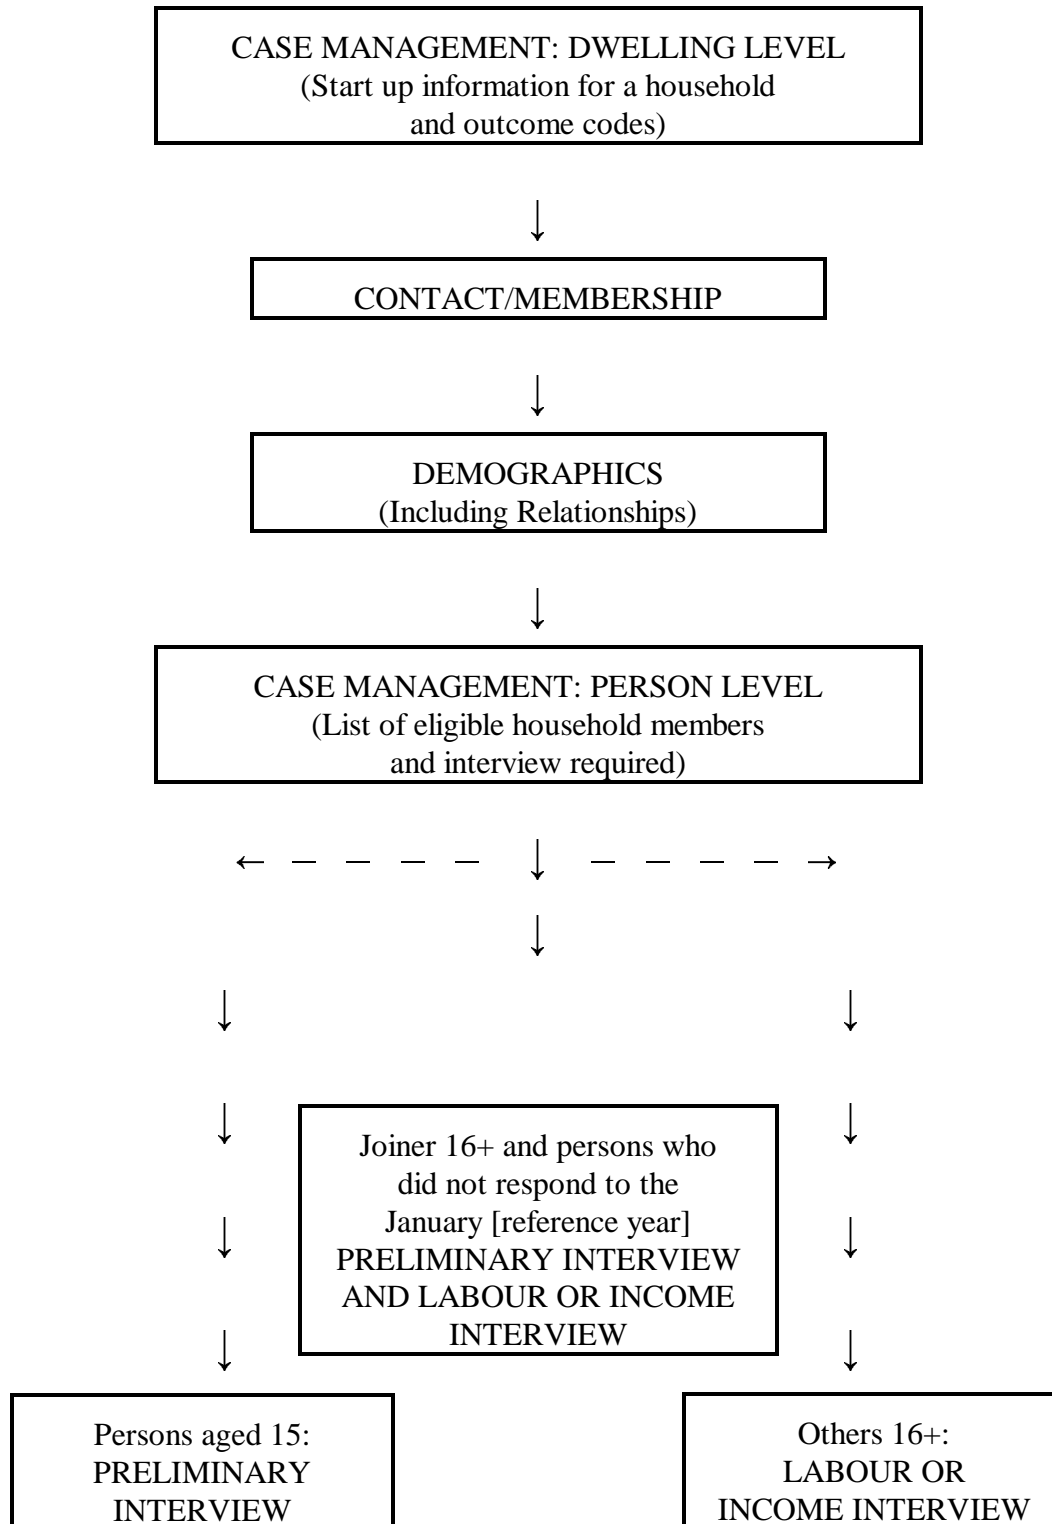 CASE MANAGEMENT: DWELLING LEVEL
(Start up information for a household
and outcome codes)
↓
CONTACT/MEMBERSHIP
↓
DEMOGRAPHICS
(Including Relationships)
↓
CASE MANAGEMENT: PERSON LEVEL
(List of eligible household members
and interview required)
← — — — — ↓ — — — — →
↓
↓ ↓
↓ ↓
Joiner 16+ and persons who
did not respond to the
January [reference year]
PRELIMINARY INTERVIEW
AND LABOUR OR INCOME
INTERVIEW
↓ ↓
↓ ↓
Persons aged 15:
PRELIMINARY
INTERVIEW
Others 16+:
LABOUR OR
INCOME INTERVIEW